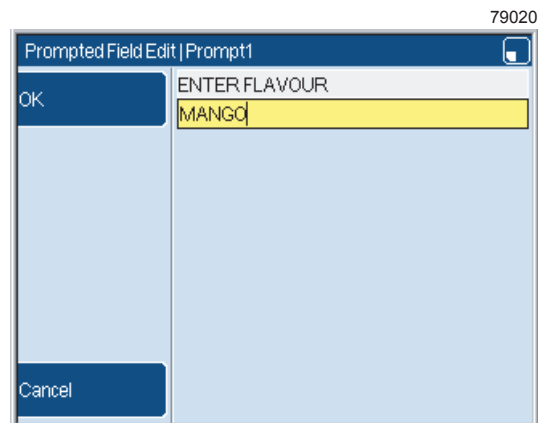 79020
Prompted Field Edit | Prompt1
OK
ENTER FLAVOUR
MANGO
Cancel